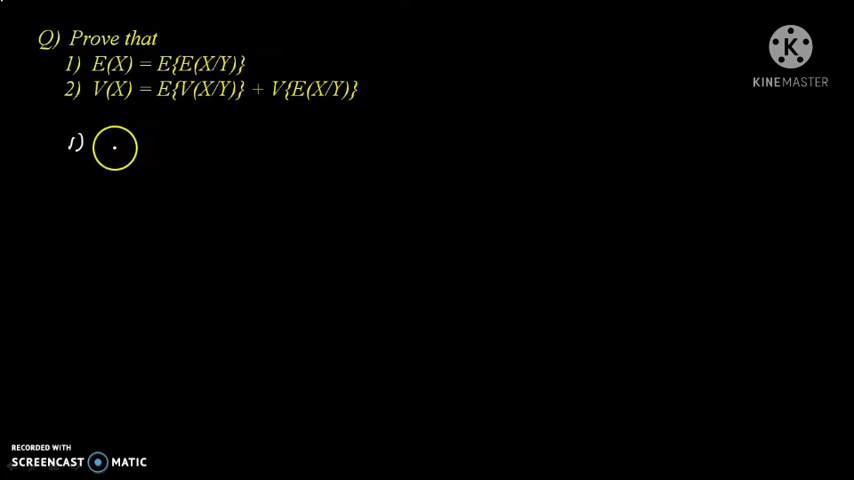 Q) Prove that
1) E(X) = E{E(X/Y)}
2) V(X) = E{V(X/Y)} + V{E(X/Y)}
1)
K
KINEMASTER
RECORDED WITH
SCREENCAST MATIC